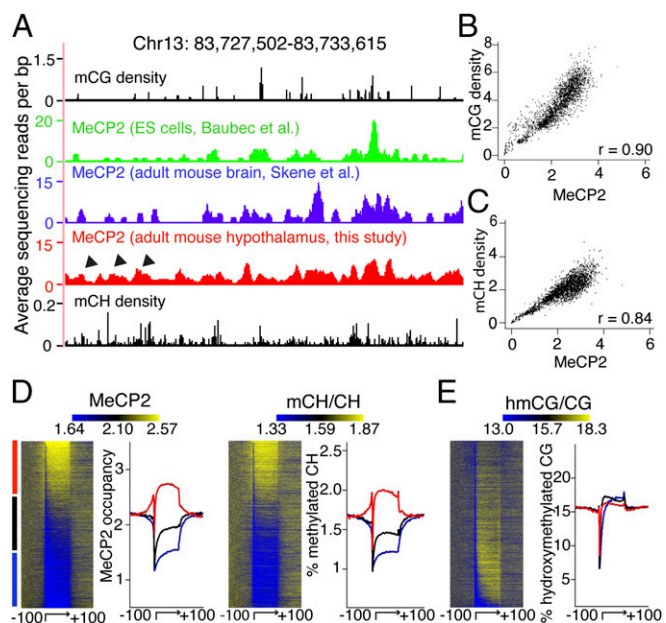 A
Chr13: 83,727,502-83,733,615
Average sequencing reads per bp
1.5
0
mCG density
20
0
MeCP2 (ES cells, Baubec et al.)
15
0
MeCP2 (adult mouse brain, Skene et al.)
15
0
MeCP2 (adult mouse hypothalamus, this study)
0.2
0
mCH density
B
mCG density
8
6
4
2
0
0 2 4 6
r = 0.90
MeCP2
C
mCH density
6
4
2
0
0 2 4 6
r = 0.84
MeCP2
D
MeCP2
1.64 2.10 2.57
-100 +100
MeCP2 occupancy
3
2
1
-100 +100
mCH/CH
1.33 1.59 1.87
-100 +100
% methylated CH
2.0
1.5
1.0
-100 +100
E
hmCG/CG
13.0 15.7 18.3
-100 +100
% hydroxymethylated CG
25
20
15
10
5
-100 +100